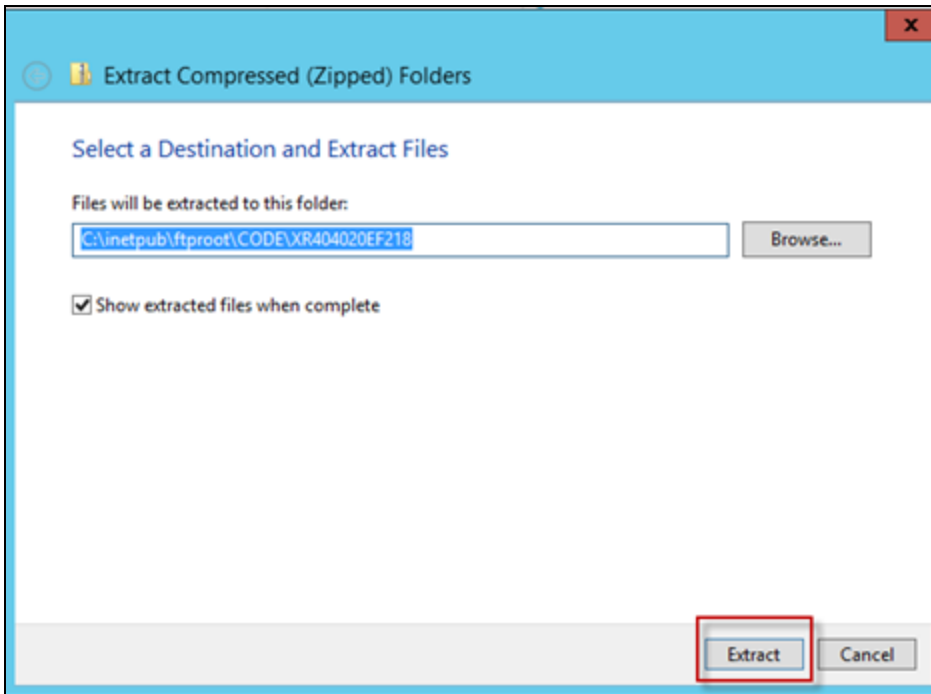 x
Extract Compressed (Zipped) Folders
Select a Destination and Extract Files
Files will be extracted to this folder:
C:\inetpub\ftproot\CODE\XR404020EF218
Browse...
Show extracted files when complete
Extract Cancel